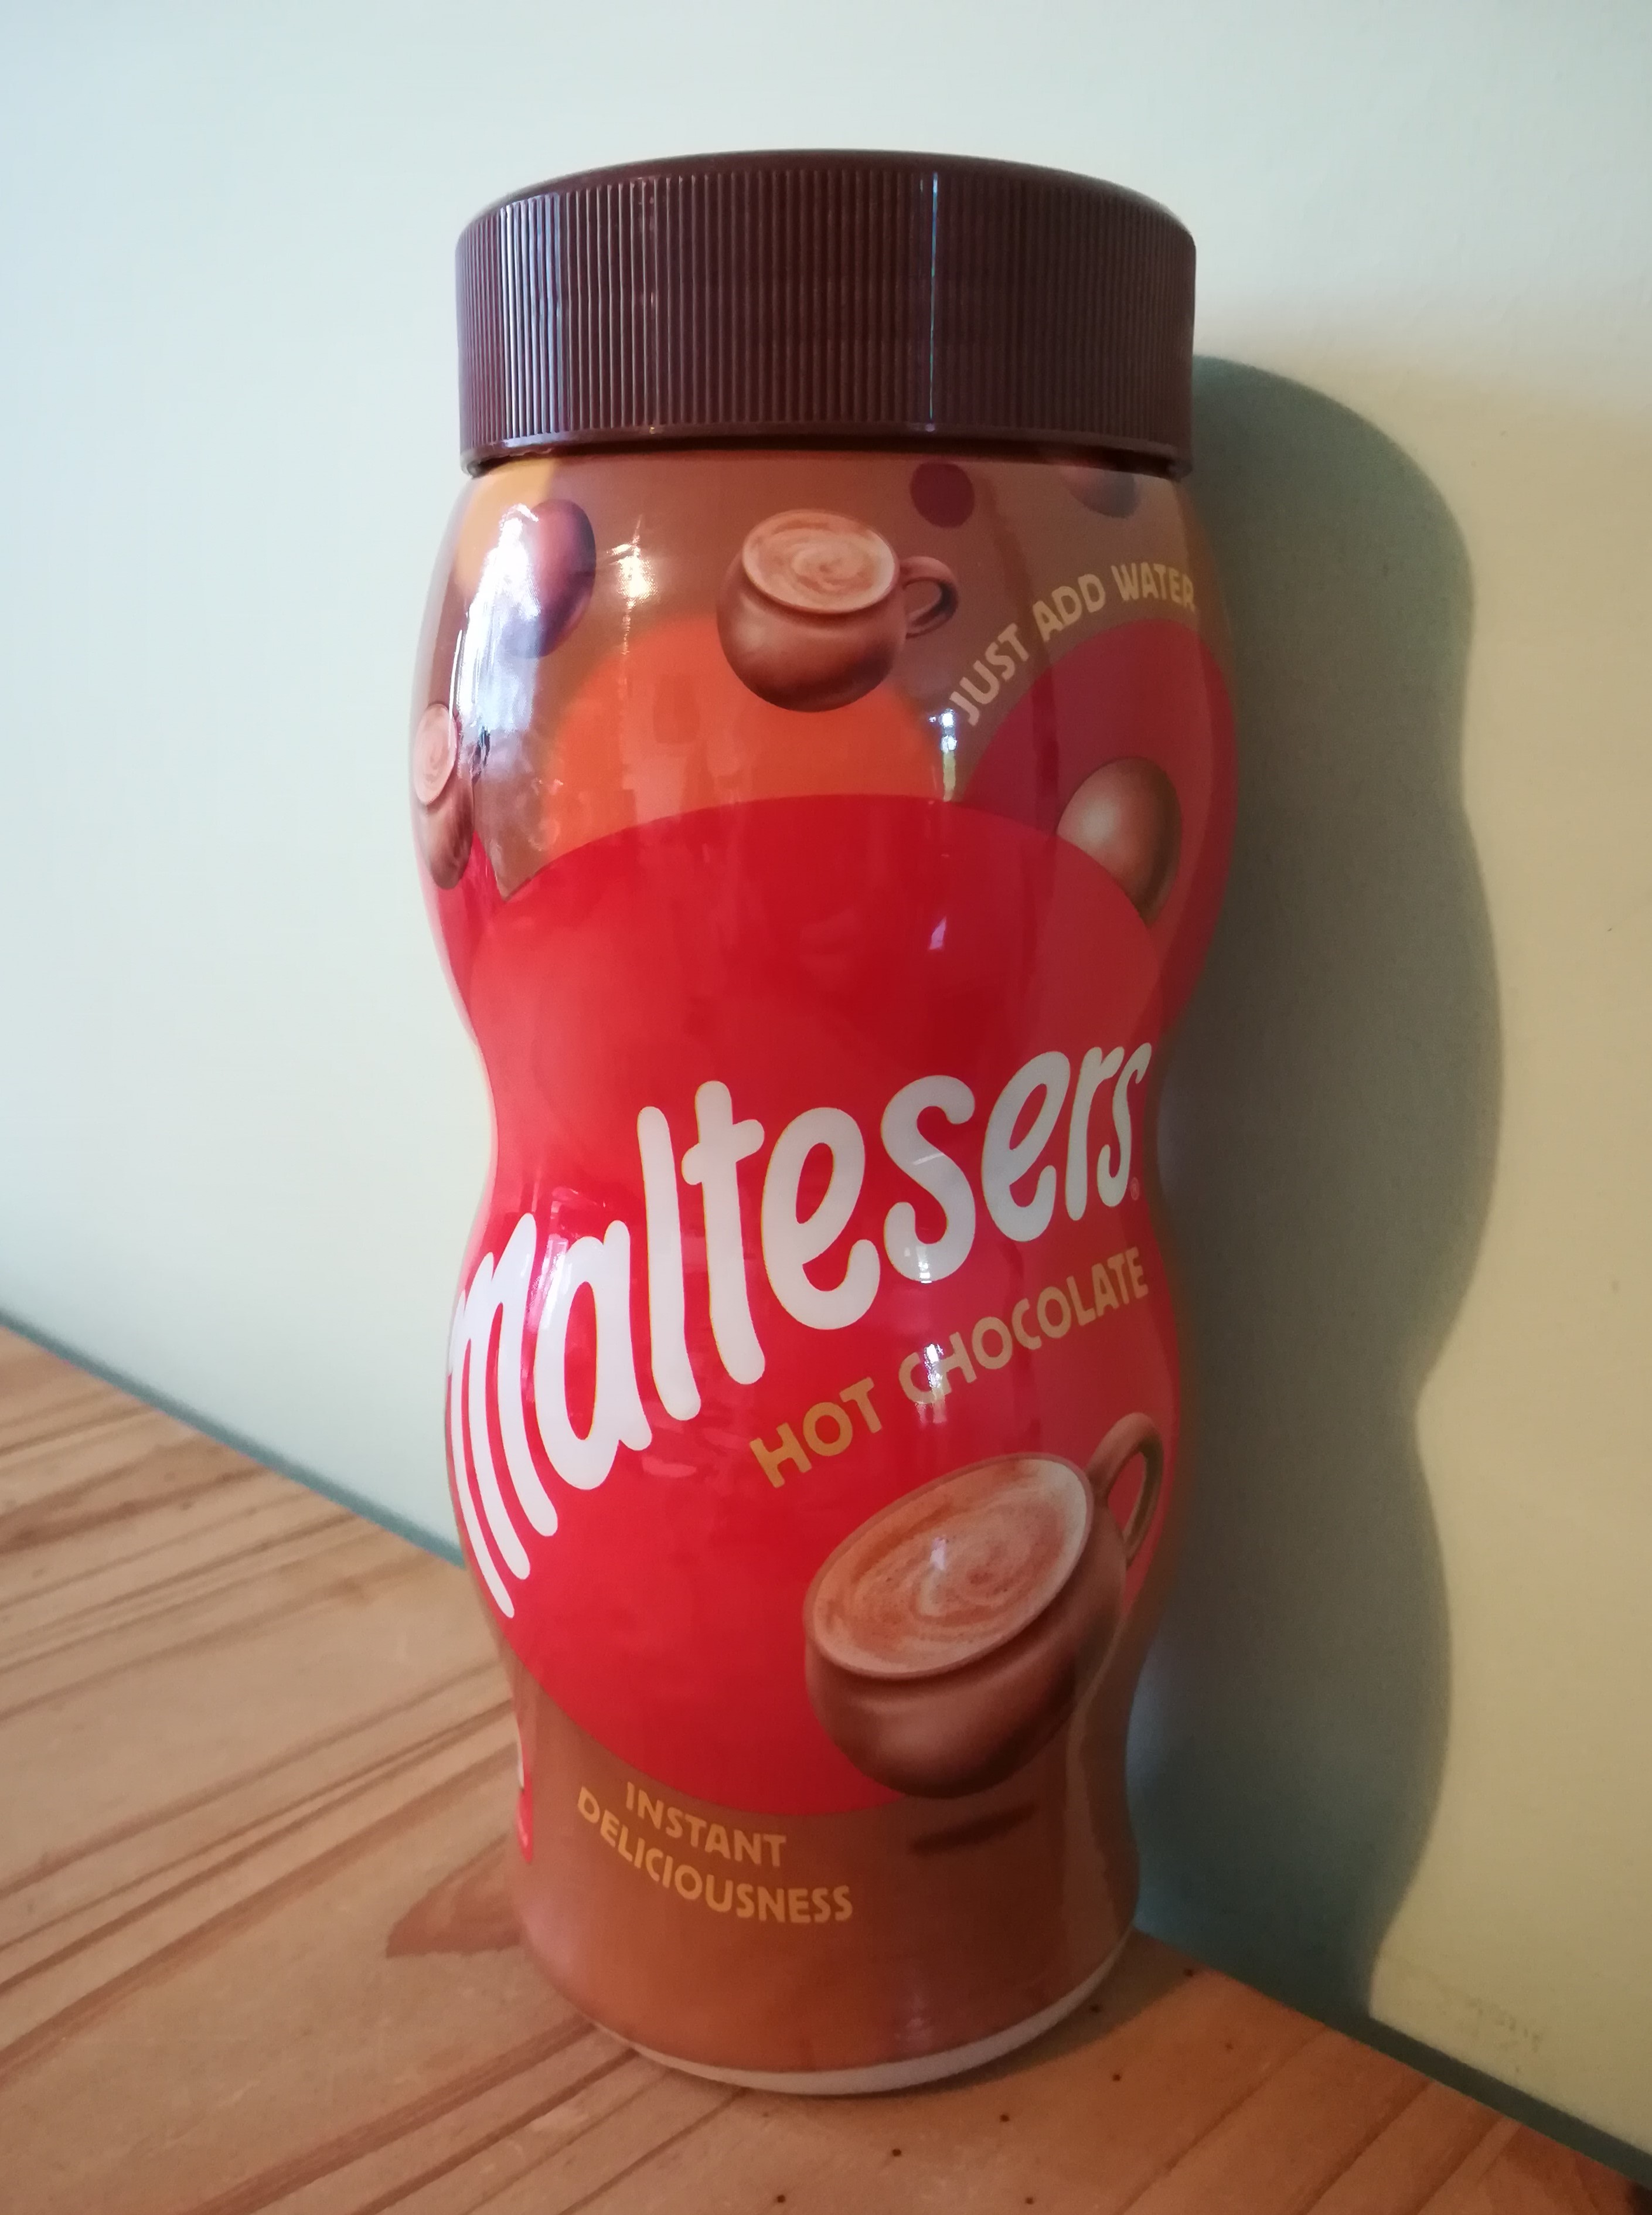 JUST ADD WATER
Maltesers®
HOT CHOCOLATE
INSTANT
DELICIOUSNESS